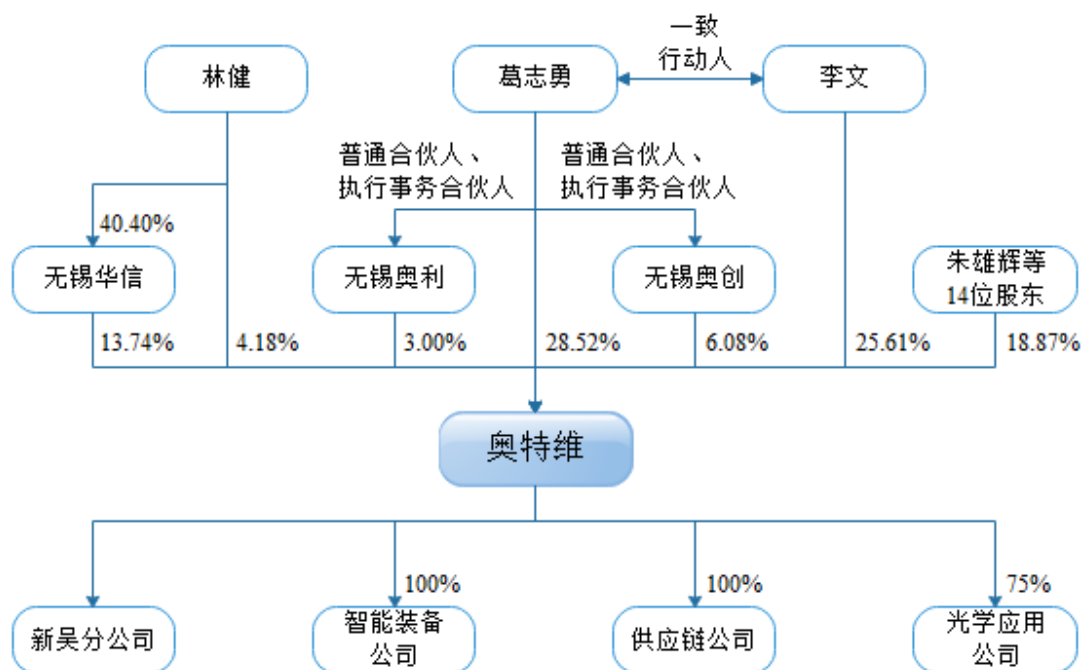 一致
行动人
林健
葛志勇
李文
普通合伙人、
执行事务合伙人
普通合伙人、
执行事务合伙人
40.40%
无锡华信
无锡奥利
无锡奥创
朱雄辉等
14位股东
13.74%
4.18%
3.00%
28.52%
6.08%
25.61%
18.87%
奥特维
100%
100%
75%
新吴分公司
智能装备
公司
供应链公司
光学应用
公司